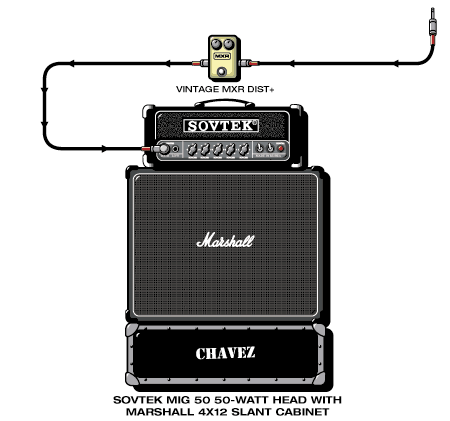 MXR
VINTAGE MXR DIST+
SOVTEK
Marshall
CHAVEZ
SOVTEK MIG 50 50-WATT HEAD WITH
MARSHALL 4X12 SLANT CABINET